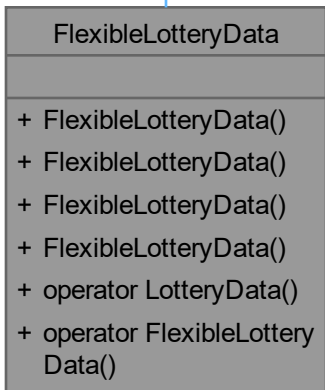 FlexibleLotteryData
+ FlexibleLotteryData()
+ FlexibleLotteryData()
+ FlexibleLotteryData()
+ FlexibleLotteryData()
+ operator LotteryData()
+ operator FlexibleLottery
Data()